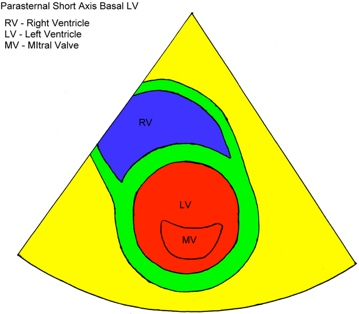 Parasternal Short Axis Basal LV
RV - Right Ventricle
LV - Left Ventricle
MV - MItral Valve
RV
LV
MV